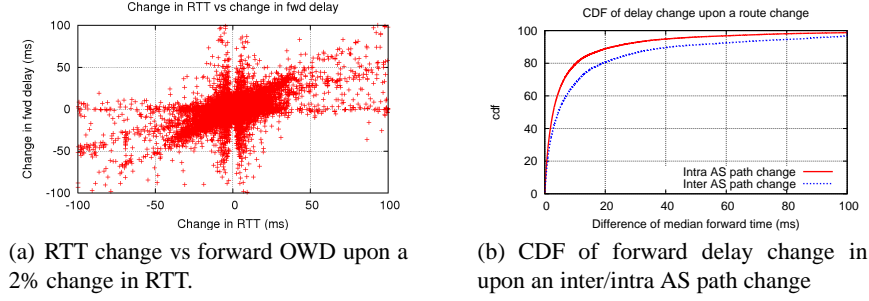 Change in RTT vs change in fwd delay
100
50
0
-50
-100
Change in fwd delay (ms)
-100 -50 0 50 100
Change in RTT (ms)
(a) RTT change vs forward OWD upon a
2% change in RTT.
CDF of delay change upon a route change
100
80
60
40
20
0
cdf
Intra AS path change
Inter AS path change
0 20 40 60 80 100
Difference of median forward time (ms)
(b) CDF of forward delay change in
upon an inter/intra AS path change